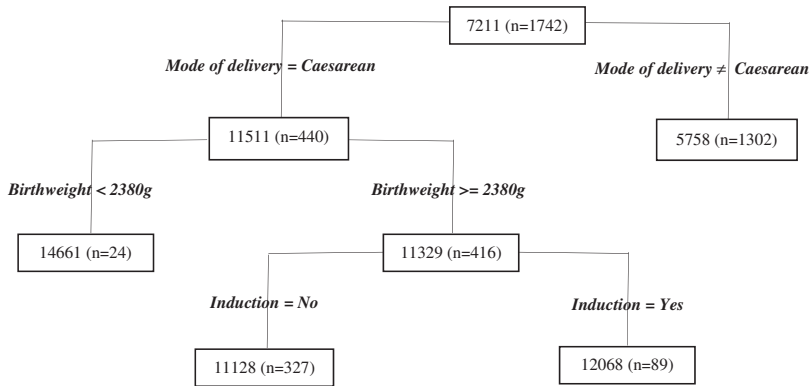 7211 (n=1742)
Mode of delivery = Caesarean
Mode of delivery ≠ Caesarean
11511 (n=440)
5758 (n=1302)
Birthweight < 2380g
Birthweight >= 2380g
14661 (n=24)
11329 (n=416)
Induction = No
Induction = Yes
11128 (n=327)
12068 (n=89)